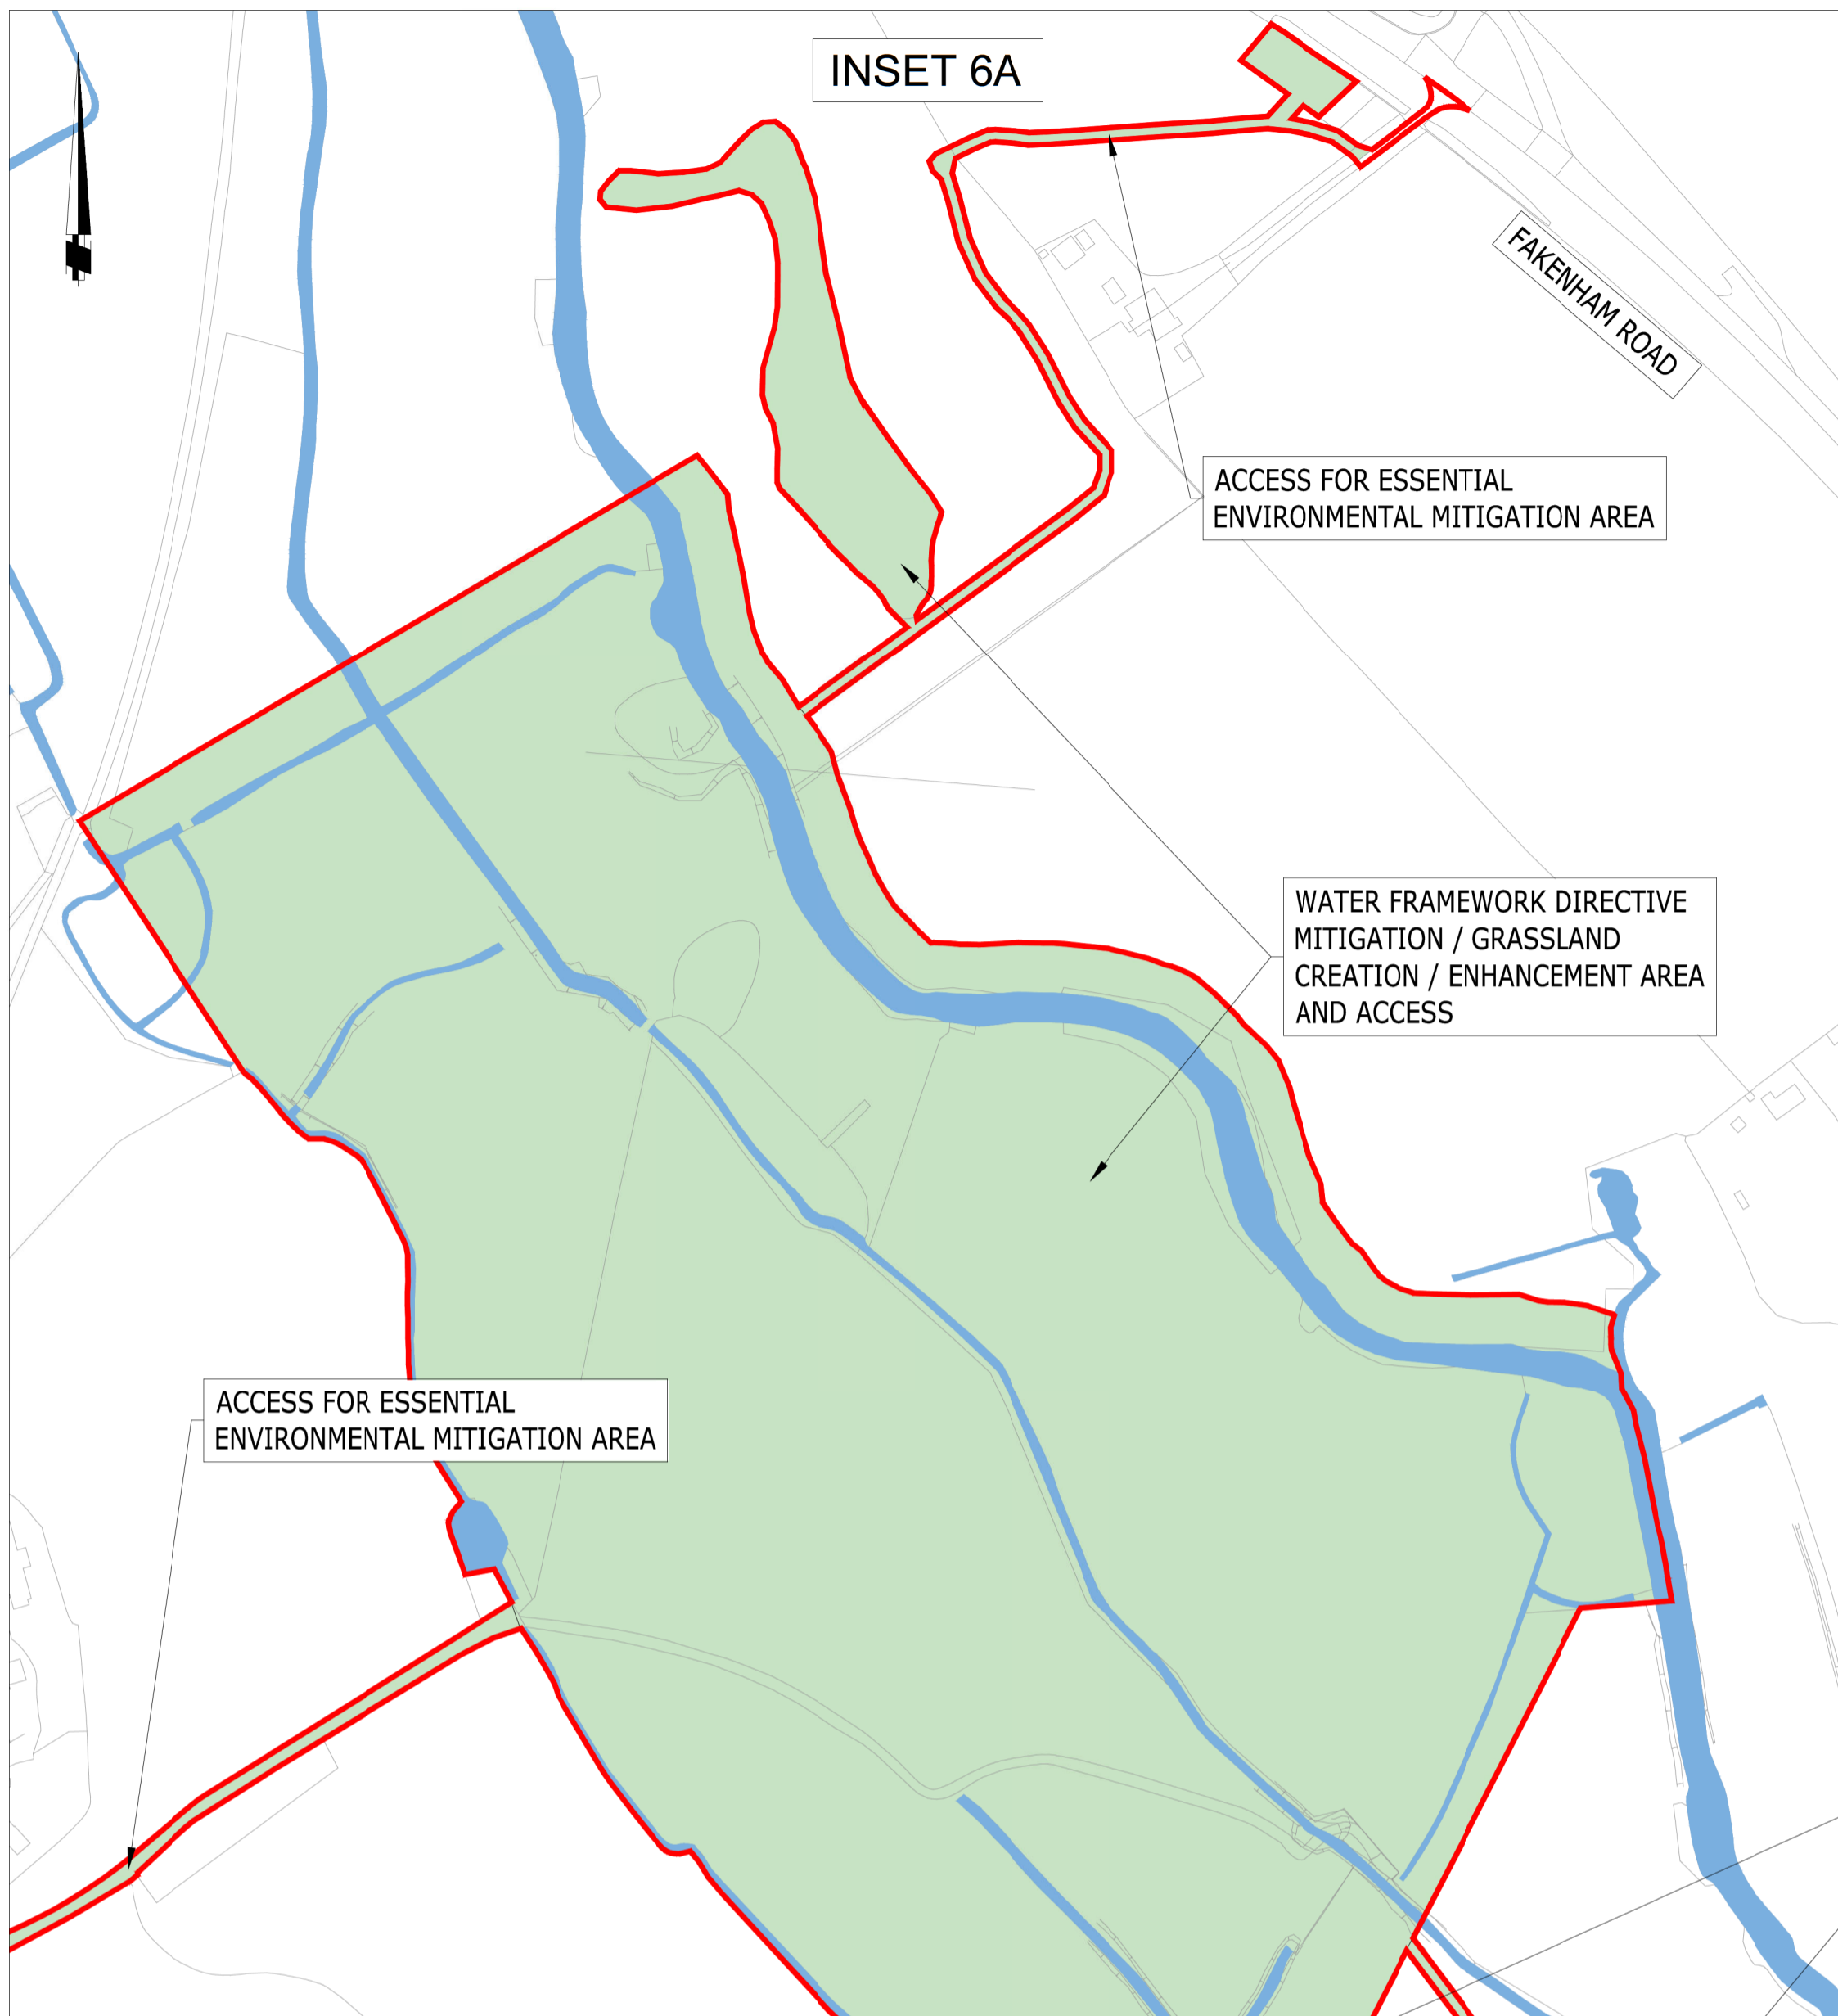 INSET 6A
FAKENHAM ROAD
ACCESS FOR ESSENTIAL
ENVIRONMENTAL MITIGATION AREA
WATER FRAMEWORK DIRECTIVE
MITIGATION / GRASSLAND
CREATION / ENHANCEMENT AREA
AND ACCESS
ACCESS FOR ESSENTIAL
ENVIRONMENTAL MITIGATION AREA